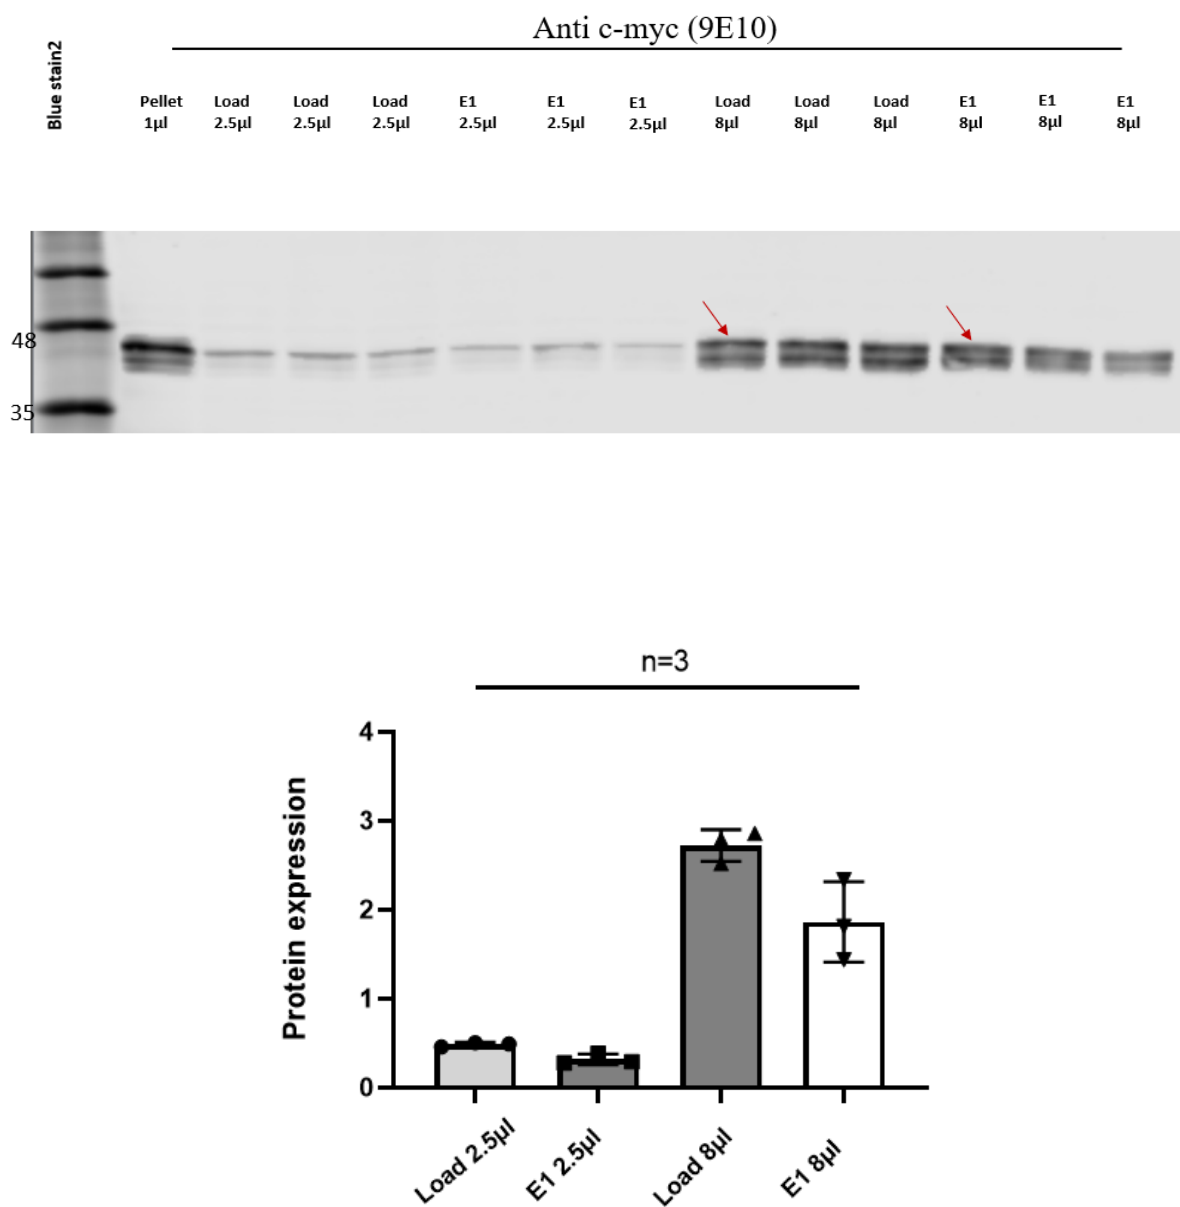 Anti c-myc (9E10)
Blue stain2
Pellet 1µl
Load 2.5µl
Load 2.5µl
Load 2.5µl
E1 2.5µl
E1 2.5µl
E1 2.5µl
Load 8µl
Load 8µl
Load 8µl
E1 8µl
E1 8µl
E1 8µl
48
35
n=3
Protein expression
4
3
2
1
0
Load 2.5µl
E1 2.5µl
Load 8µl
E1 8µl